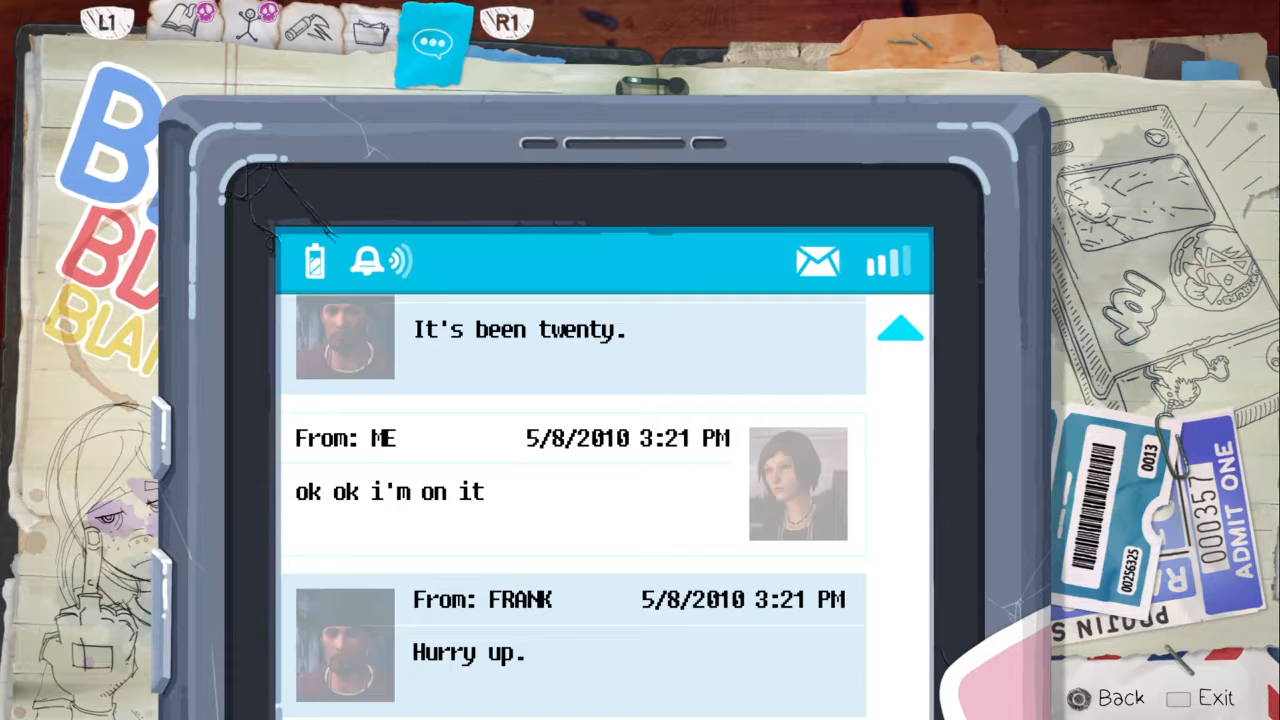 L1
R1
It's been twenty.
From: ME
5/8/2010 3:21 PM
ok ok i'm on it
From: FRANK
5/8/2010 3:21 PM
Hurry up.
0013
00256325
000357
ADMIT ONE
Back
Exit